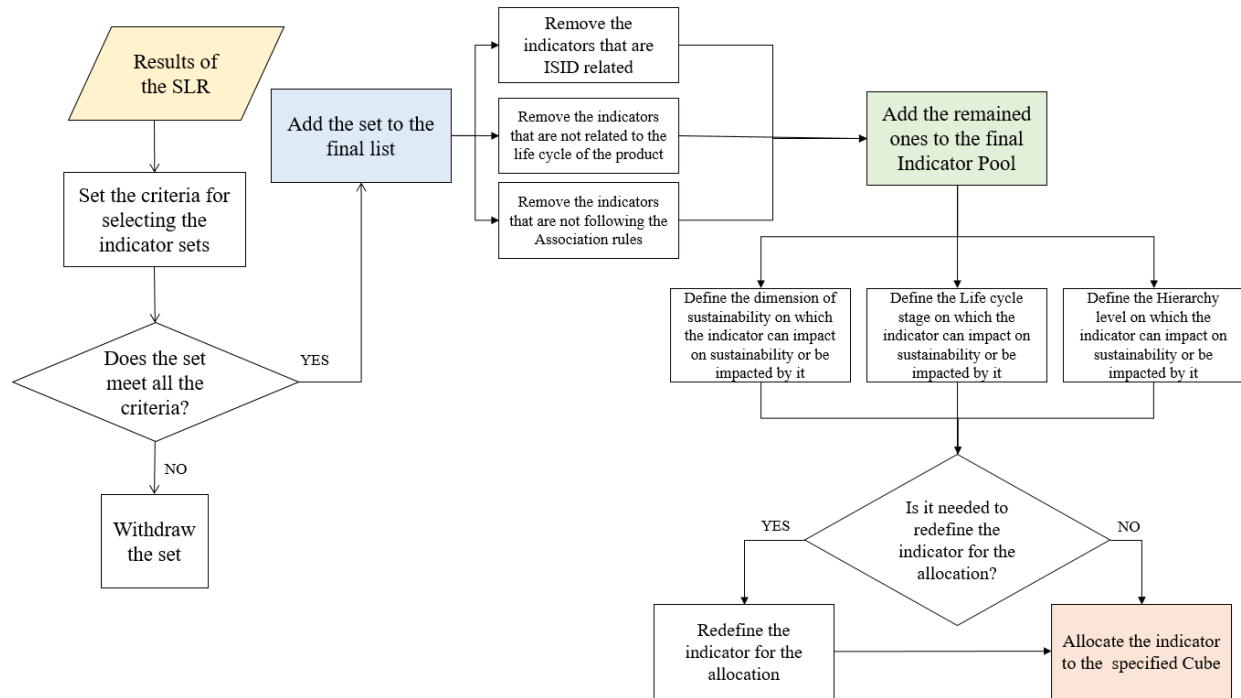 Results of
the SLR
Set the criteria for
selecting the
indicator sets
Does the set
meet all the
criteria?
YES
NO
Withdraw
the set
Add the set to the
final list
Remove the
indicators that are
ISID related
Remove the indicators
that are not related to the
life cycle of the product
Remove the indicators
that are not following the
Association rules
Add the remained
ones to the final
Indicator Pool
Define the dimension of
sustainability on which
the indicator can impact
on sustainability or be
impacted by it
Define the Life cycle
stage on which the
indicator can impact on
sustainability or be
impacted by it
Define the Hierarchy
level on which the
indicator can impact on
sustainability or be
impacted by it
Is it needed to
redefine the
indicator for the
allocation?
YES
NO
Redefine the
indicator for the
allocation
Allocate the indicator
to the specified Cube